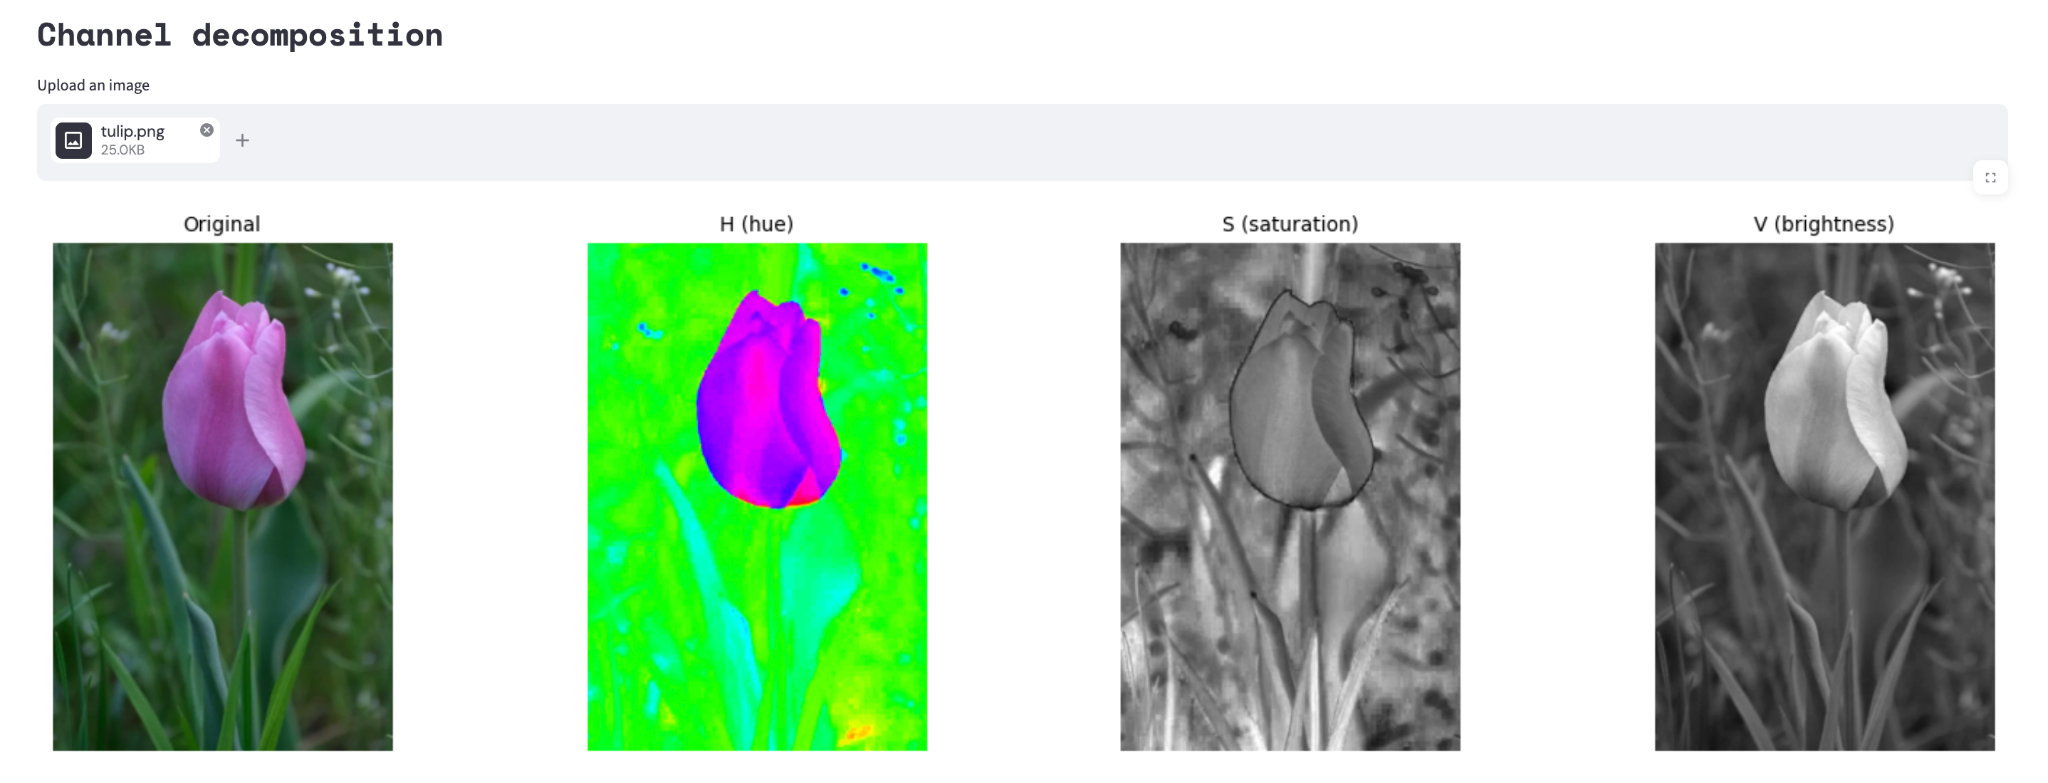 Channel decomposition
Upload an image
tulip.png
25.0KB
Original
H (hue)
S (saturation)
V (brightness)